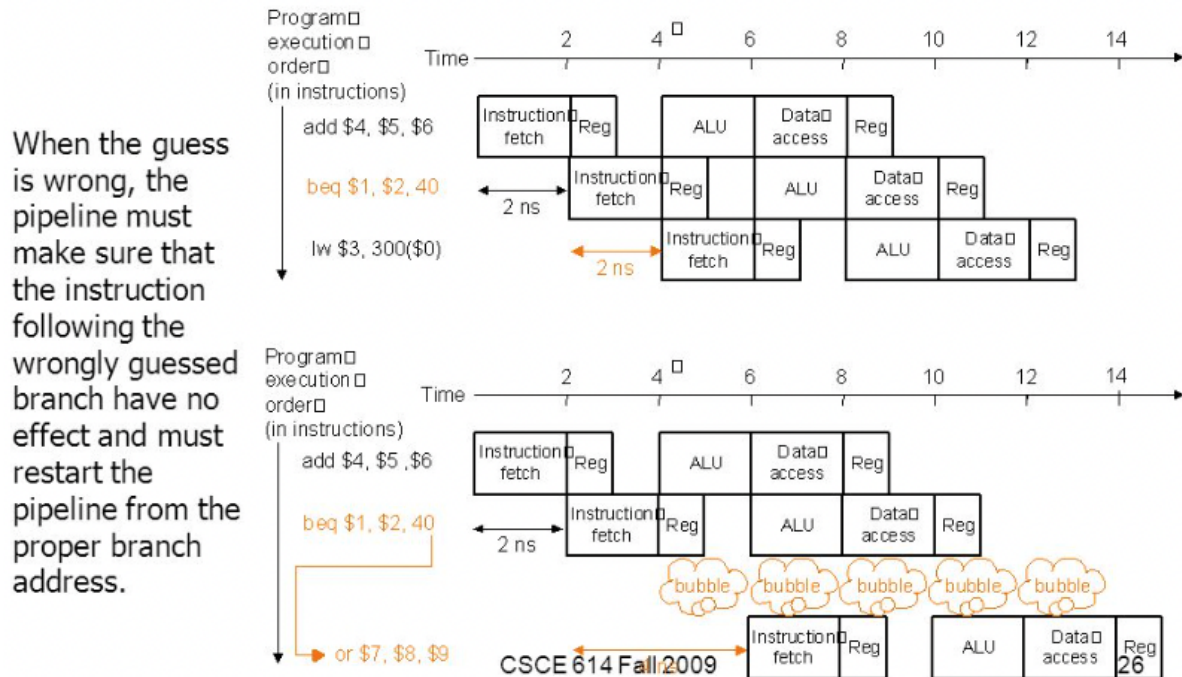 When the guess
is wrong, the
pipeline must
make sure that
the instruction
following the
wrongly guessed
branch have no
effect and must
restart the
pipeline from the
proper branch
address.
Program
execution
order
(in instructions)
Time
2 4 6 8 10 12 14
add $4, $5, $6
Instruction
fetch
Reg
ALU
Data
access
Reg
beq $1, $2, 40
2 ns
Instruction
fetch
Reg
ALU
Data
access
Reg
lw $3, 300($0)
2 ns
Instruction
fetch
Reg
ALU
Data
access
Reg
Program
execution
order
(in instructions)
Time
2 4 6 8 10 12 14
add $4, $5 ,$6
Instruction
fetch
Reg
ALU
Data
access
Reg
beq $1, $2, 40
2 ns
Instruction
fetch
Reg
ALU
Data
access
Reg
bubble bubble bubble bubble bubble
or $7, $8, $9
Instruction
fetch
Reg
ALU
Data
access
Reg
CSCE 614 Fall 2009
26